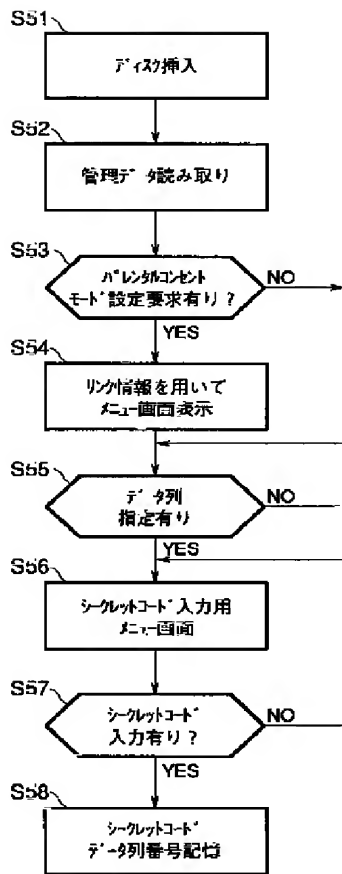 S51
ディスク挿入
S52
管理データ読み取り
S53
パレンタルコンセント
モード設定要求有り？
NO
YES
S54
リンク情報を用いて
メニュー画面表示
S55
データ列
指定有り
NO
YES
S56
シークレットコード入力用
メニュー画面
S57
シークレットコード
入力有り？
NO
YES
S58
シークレットコード
データ列番号記憶